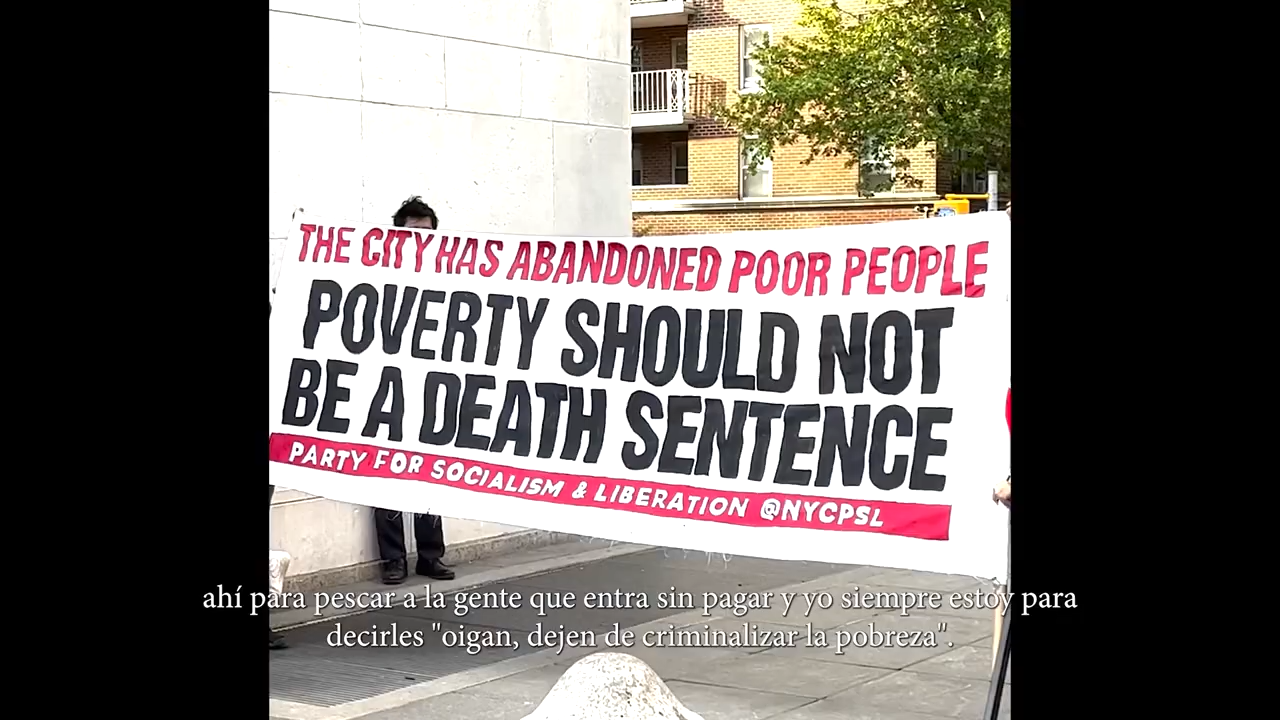 THE CITY HAS ABANDONED POOR PEOPLE
POVERTY SHOULD NOT
BE A DEATH SENTENCE
PARTY FOR SOCIALISM & LIBERATION @NYCPSL
ahí para pescar a la gente que entra sin pagar y yo siempre estoy para
decirles "oigan, dejen de criminalizar la pobreza".